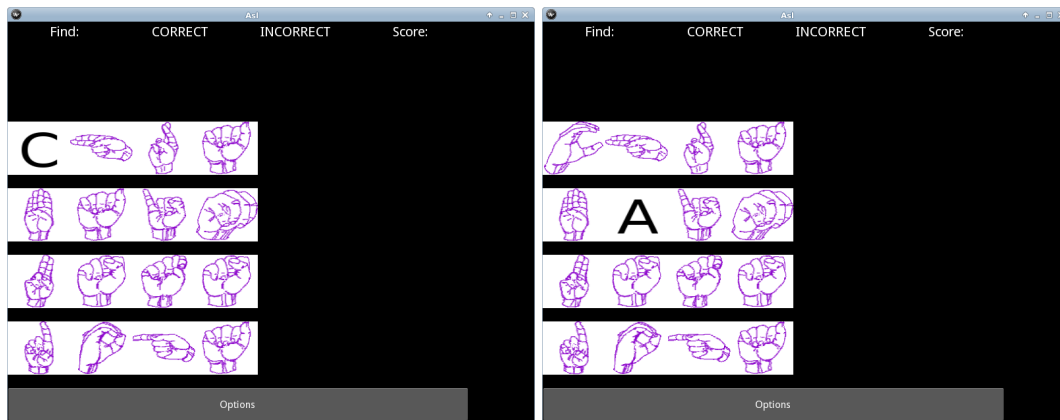 Asl
Find: CORRECT INCORRECT Score:
C
Options
Asl
Find: CORRECT INCORRECT Score:
A
Options